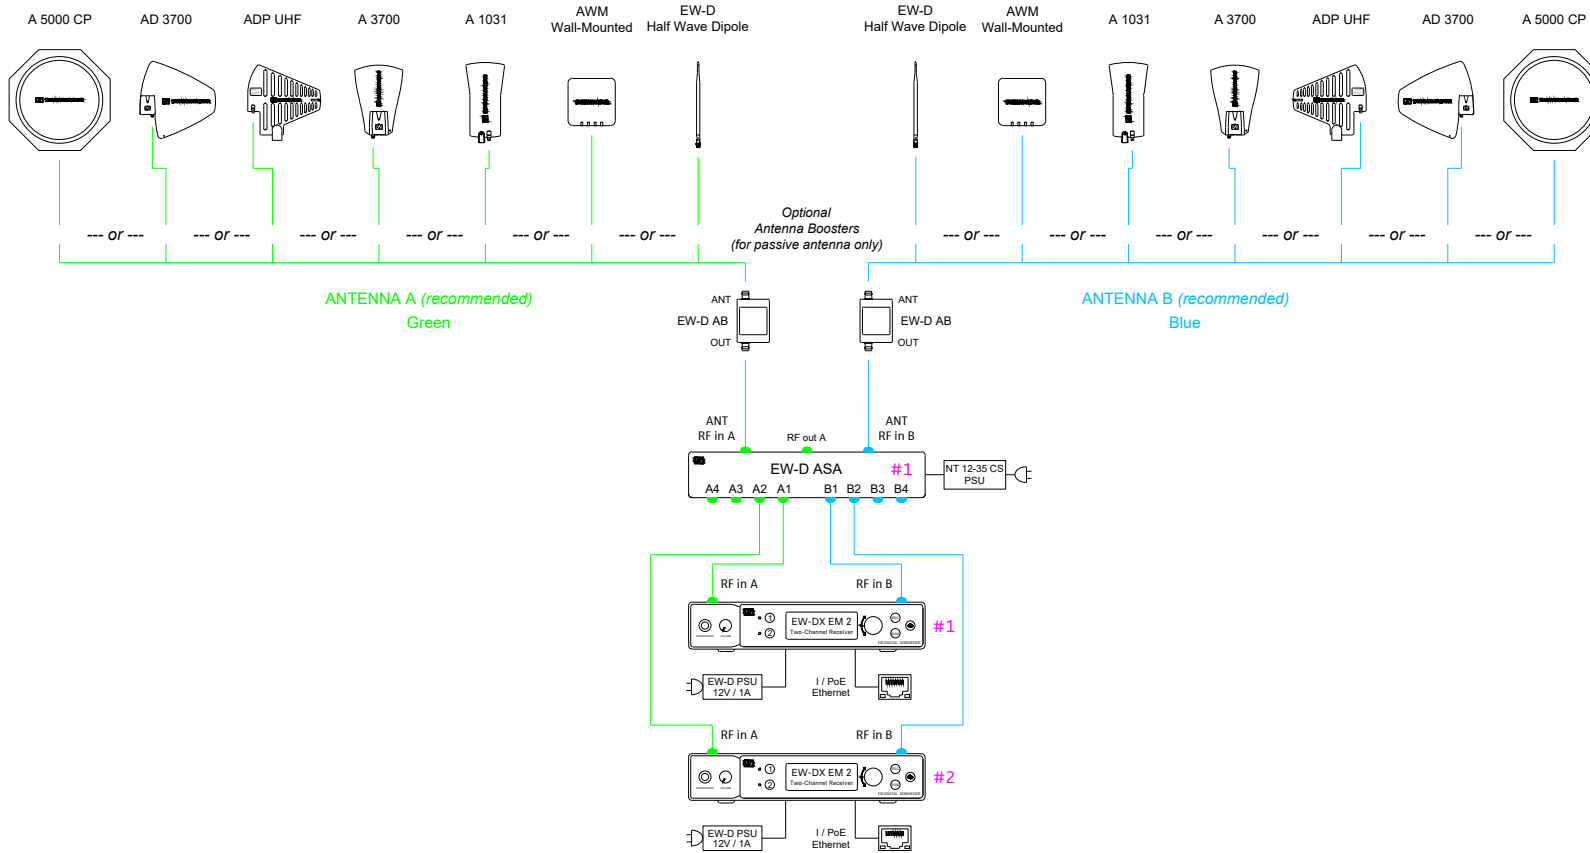 A 5000 CP
AD 3700
ADP UHF
A 3700
A 1031
AWM
Wall-Mounted
EW-D
Half Wave Dipole
EW-D
Half Wave Dipole
AWM
Wall-Mounted
A 1031
A 3700
ADP UHF
AD 3700
A 5000 CP
--- or ---
--- or ---
--- or ---
--- or ---
--- or ---
--- or ---
Optional
Antenna Boosters
(for passive antenna only)
--- or ---
--- or ---
--- or ---
--- or ---
--- or ---
--- or ---
ANTENNA A (recommended)
Green
ANT
EW-D AB
OUT
ANT
EW-D AB
OUT
ANTENNA B (recommended)
Blue
ANT
RF in A
RF out A
ANT
RF in B
EW-D ASA
#1
A4 A3 A2 A1 B1 B2 B3 B4
NT 12-35 CS
PSU
RF in A
RF in B
1
2
EW-DX EM 2
Two-Channel Receiver
#1
EW-D PSU
12V / 1A
I / PoE
Ethernet
RF in A
RF in B
1
2
EW-DX EM 2
Two-Channel Receiver
#2
EW-D PSU
12V / 1A
I / PoE
Ethernet